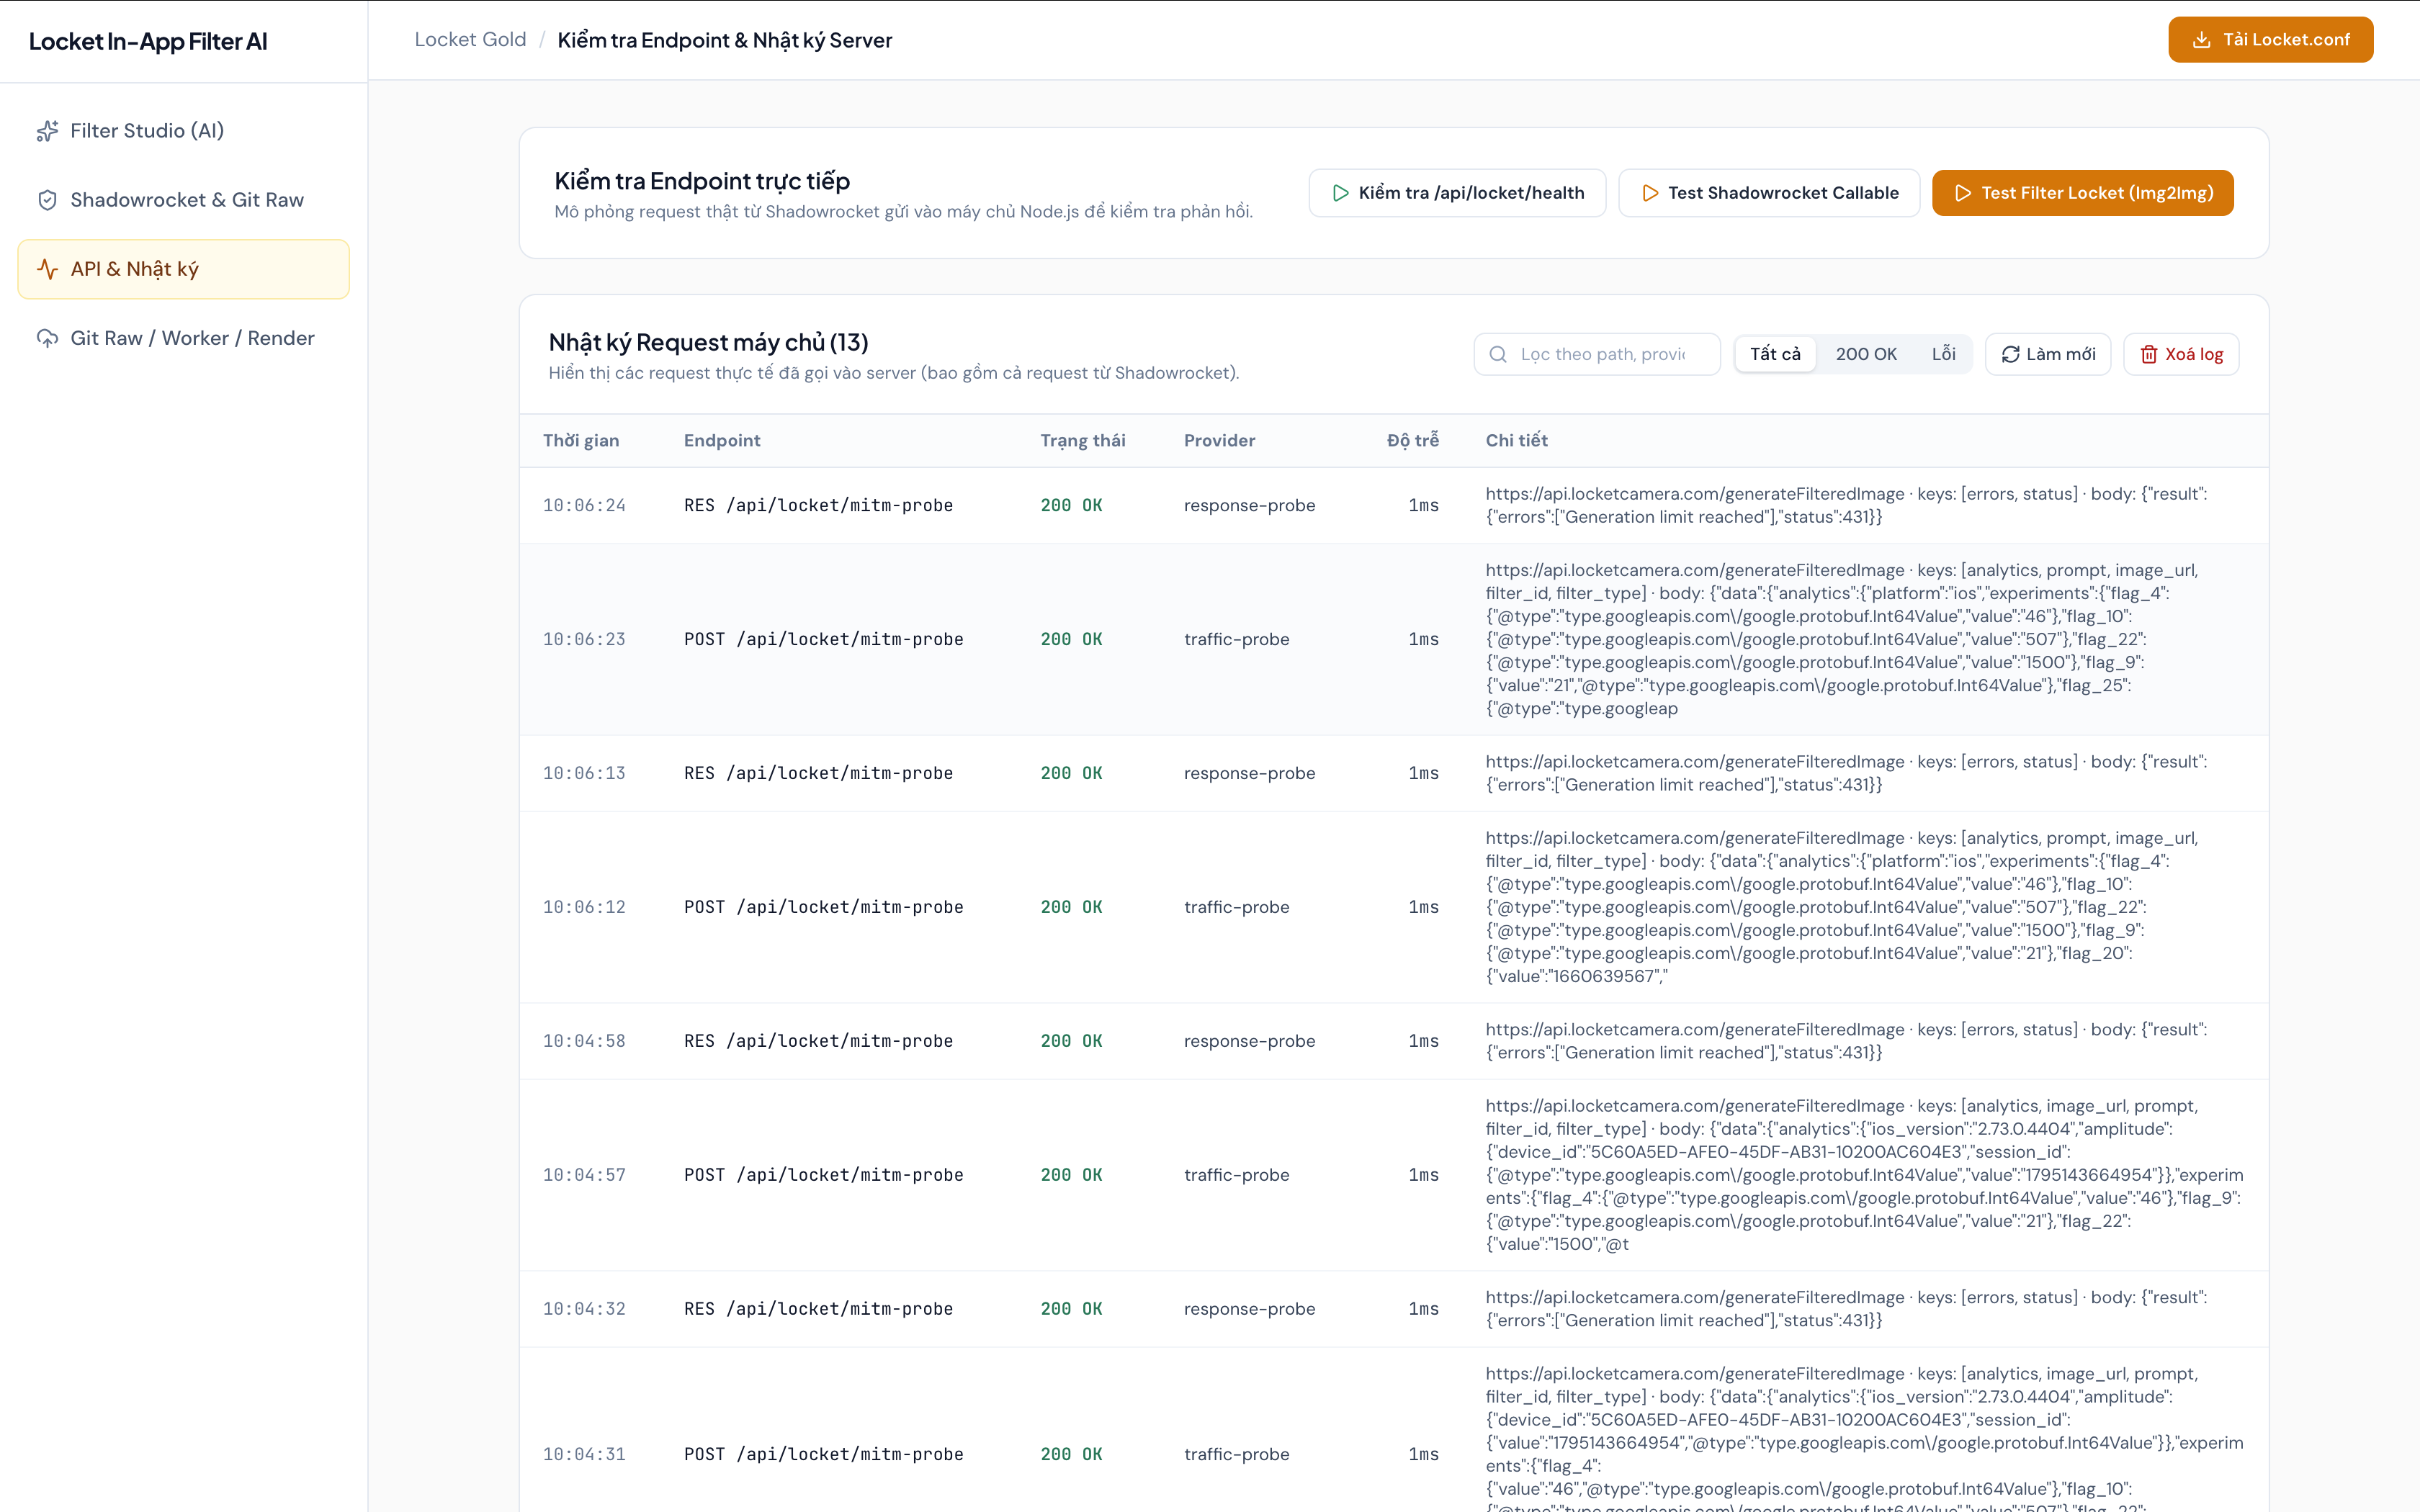 Locket In-App Filter AI
Filter Studio (AI)
Shadowrocket & Git Raw
API & Nhật ký
Git Raw / Worker / Render
Locket Gold / Kiểm tra Endpoint & Nhật ký Server
Tải Locket.conf
Kiểm tra Endpoint trực tiếp
Mô phỏng request thật từ Shadowrocket gửi vào máy chủ Node.js để kiểm tra phản hồi.
Kiểm tra /api/locket/health
Test Shadowrocket Callable
Test Filter Locket (Img2Img)
Nhật ký Request máy chủ (13)
Hiển thị các request thực tế đã gọi vào server (bao gồm cả request từ Shadowrocket).
Lọc theo path, provi
Tất cả
200 OK
Lỗi
Làm mới
Xoá log
Thời gian Endpoint Trạng thái Provider Độ trễ Chi tiết
10:06:24 RES /api/locket/mitm-probe 200 OK response-probe 1ms
https://api.locketcamera.com/generateFilteredImage · keys: [errors, status] · body: {"result":
{"errors":["Generation limit reached"],"status":431}}
10:06:23 POST /api/locket/mitm-probe 200 OK traffic-probe 1ms
https://api.locketcamera.com/generateFilteredImage · keys: [analytics, prompt, image_url,
filter_id, filter_type] · body: {"data":{"analytics":{"platform":"ios","experiments":{"flag_4":
{"@type":"type.googleapis.com\/google.protobuf.Int64Value","value":"46"},"flag_10":
{"@type":"type.googleapis.com\/google.protobuf.Int64Value","value":"507"},"flag_22":
{"@type":"type.googleapis.com\/google.protobuf.Int64Value","value":"1500"},"flag_9":
{"value":"21","@type":"type.googleapis.com\/google.protobuf.Int64Value"},"flag_25":
{"@type":"type.googleap
10:06:13 RES /api/locket/mitm-probe 200 OK response-probe 1ms
https://api.locketcamera.com/generateFilteredImage · keys: [errors, status] · body: {"result":
{"errors":["Generation limit reached"],"status":431}}
10:06:12 POST /api/locket/mitm-probe 200 OK traffic-probe 1ms
https://api.locketcamera.com/generateFilteredImage · keys: [analytics, prompt, image_url,
filter_id, filter_type] · body: {"data":{"analytics":{"platform":"ios","experiments":{"flag_4":
{"@type":"type.googleapis.com\/google.protobuf.Int64Value","value":"46"},"flag_10":
{"@type":"type.googleapis.com\/google.protobuf.Int64Value","value":"507"},"flag_22":
{"@type":"type.googleapis.com\/google.protobuf.Int64Value","value":"1500"},"flag_9":
{"@type":"type.googleapis.com\/google.protobuf.Int64Value","value":"21"},"flag_20":
{"value":"1660639567","
10:04:58 RES /api/locket/mitm-probe 200 OK response-probe 1ms
https://api.locketcamera.com/generateFilteredImage · keys: [errors, status] · body: {"result":
{"errors":["Generation limit reached"],"status":431}}
10:04:57 POST /api/locket/mitm-probe 200 OK traffic-probe 1ms
https://api.locketcamera.com/generateFilteredImage · keys: [analytics, image_url, prompt,
filter_id, filter_type] · body: {"data":{"analytics":{"ios_version":"2.73.0.4404","amplitude":
{"device_id":"5C60A5ED-AFE0-45DF-AB31-10200AC604E3","session_id":
{"@type":"type.googleapis.com\/google.protobuf.Int64Value","value":"1795143664954"}},"experim
ents":{"flag_4":{"@type":"type.googleapis.com\/google.protobuf.Int64Value","value":"46"},"flag_9":
{"@type":"type.googleapis.com\/google.protobuf.Int64Value","value":"21"},"flag_22":
{"value":"1500","@t
10:04:32 RES /api/locket/mitm-probe 200 OK response-probe 1ms
https://api.locketcamera.com/generateFilteredImage · keys: [errors, status] · body: {"result":
{"errors":["Generation limit reached"],"status":431}}
10:04:31 POST /api/locket/mitm-probe 200 OK traffic-probe 1ms
https://api.locketcamera.com/generateFilteredImage · keys: [analytics, image_url, prompt,
filter_id, filter_type] · body: {"data":{"analytics":{"ios_version":"2.73.0.4404","amplitude":
{"device_id":"5C60A5ED-AFE0-45DF-AB31-10200AC604E3","session_id":
{"value":"1795143664954","@type":"type.googleapis.com\/google.protobuf.Int64Value"}},"experim
ents":{"flag_4":
{"value":"46","@type":"type.googleapis.com\/google.protobuf.Int64Value"},"flag_10":
{"@type":"type.googleapis.com\/google.protobuf.Int64Value","value":"507"},"flag_22":